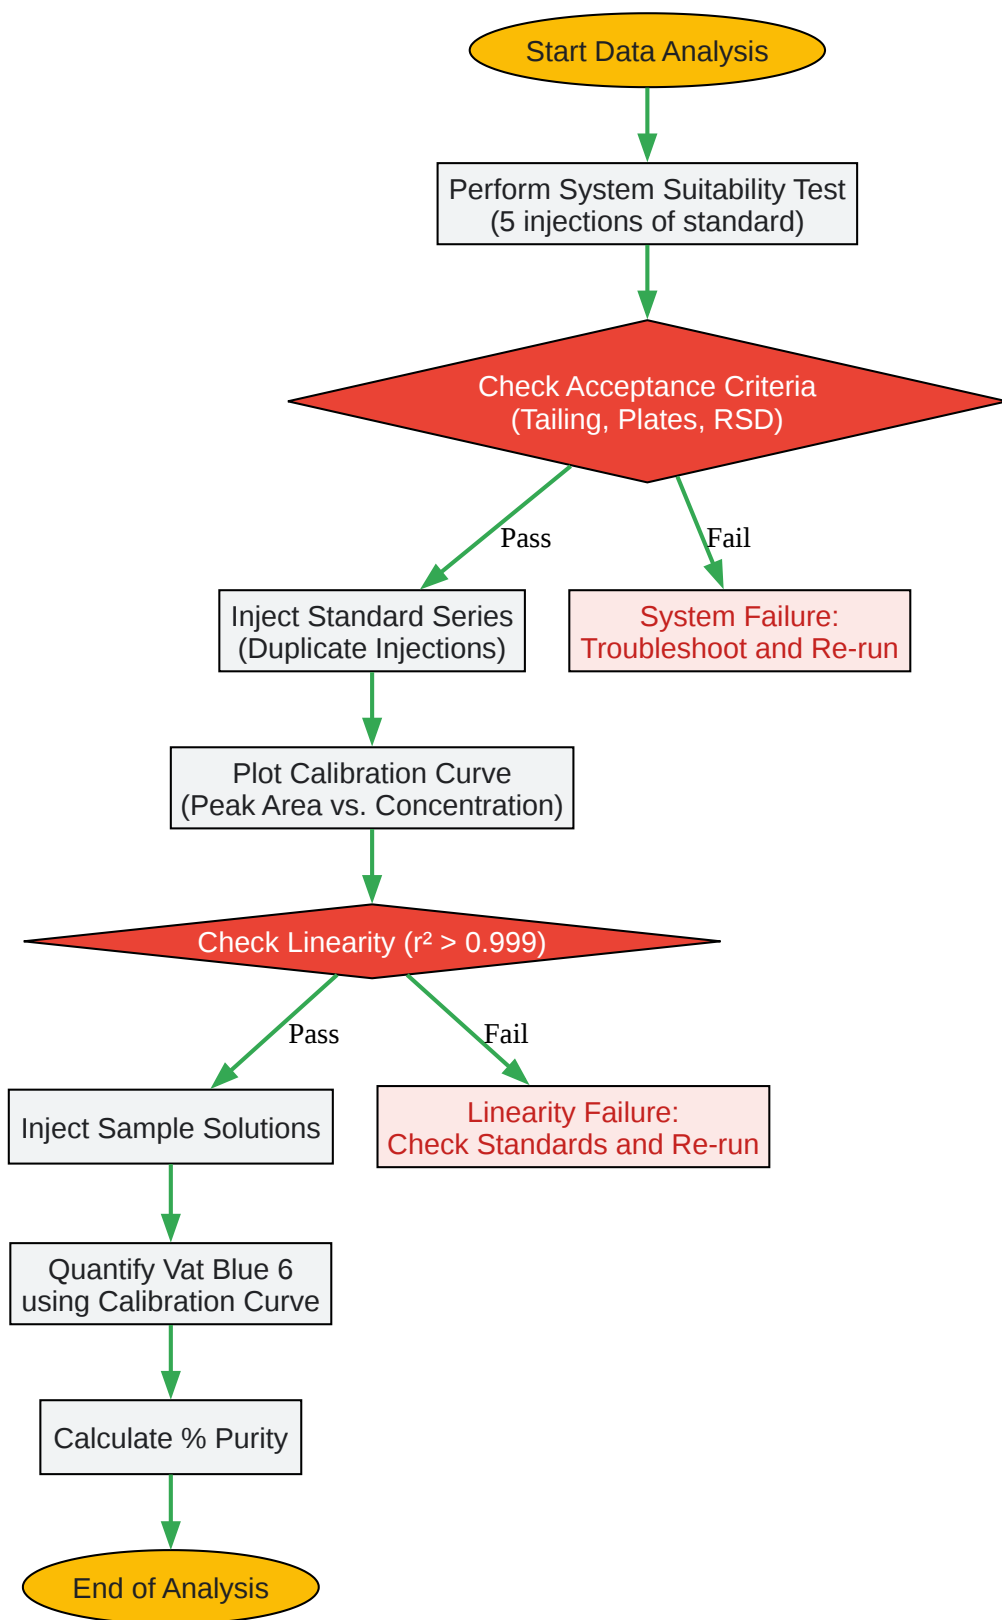 Start Data Analysis
Perform System Suitability Test
(5 injections of standard)
Check Acceptance Criteria
(Tailing, Plates, RSD)
Pass
Fail
Inject Standard Series
(Duplicate Injections)
System Failure:
Troubleshoot and Re-run
Plot Calibration Curve
(Peak Area vs. Concentration)
Check Linearity (r² > 0.999)
Pass
Fail
Inject Sample Solutions
Linearity Failure:
Check Standards and Re-run
Quantify Vat Blue 6
using Calibration Curve
Calculate % Purity
End of Analysis